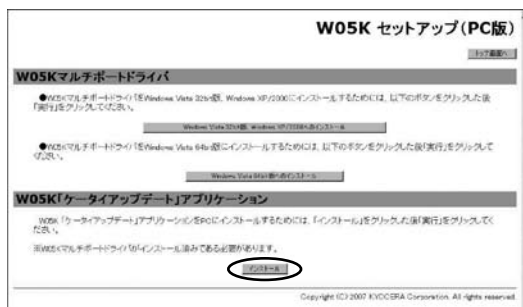 W05K セットアップ(PC版)
トップ画面へ
W05Kマルチポートドライバ
●W05Kマルチポートドライバをwindows Vista 32bit版、Windows XP/2000にインストールするためには、以下のボタンをクリックした後
「実行」をクリックしてください。
Windows Vista 32bit版、Windows XP/2000へのインストール
●W05Kマルチポートドライバをwindows Vista 64bit版にインストールするためには、以下のボタンをクリックした後「実行」をクリックして
ください。
Windows Vista 64bit版へのインストール
W05K「ケータイアップデート」アプリケーション
W05K「ケータイアップデート」アプリケーションをPCにインストールするためには、「インストール」をクリックした後「実行」をクリックしてく
ださい。
※W05Kマルチポートドライバがインストール済みである必要があります。
インストール
Copyright (C) 2007 KYOCERA Corporation. All rights reserved.